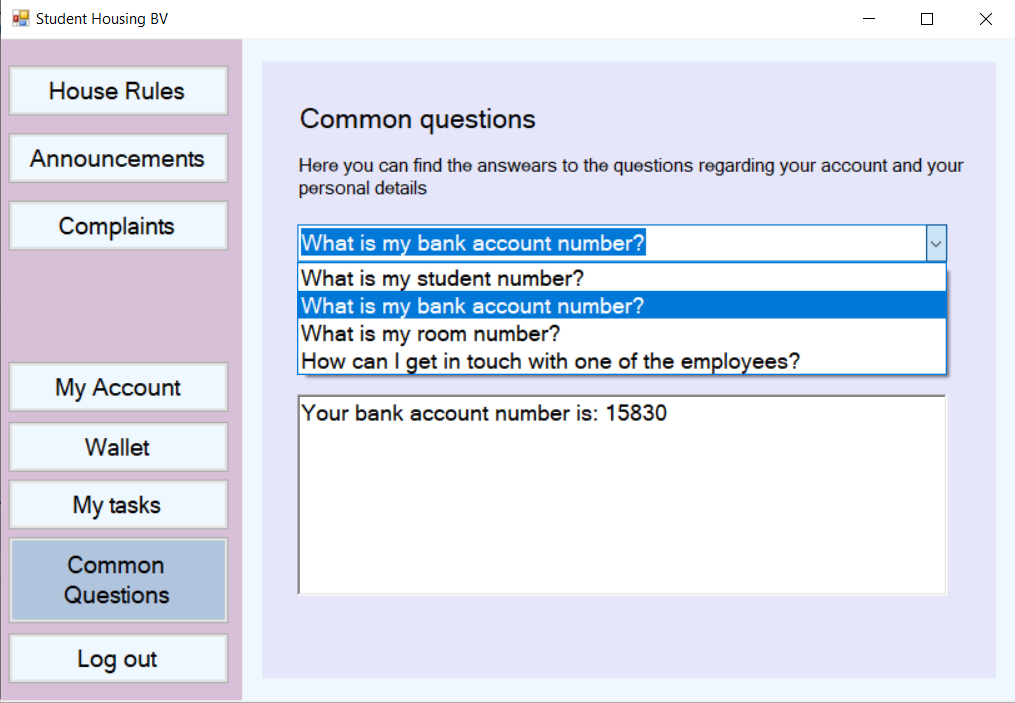 Student Housing BV
House Rules
Announcements
Complaints
My Account
Wallet
My tasks
Common
Questions
Log out
Common questions
Here you can find the answears to the questions regarding your account and your
personal details
What is my bank account number?
What is my student number?
What is my bank account number?
What is my room number?
How can I get in touch with one of the employees?
Your bank account number is: 15830